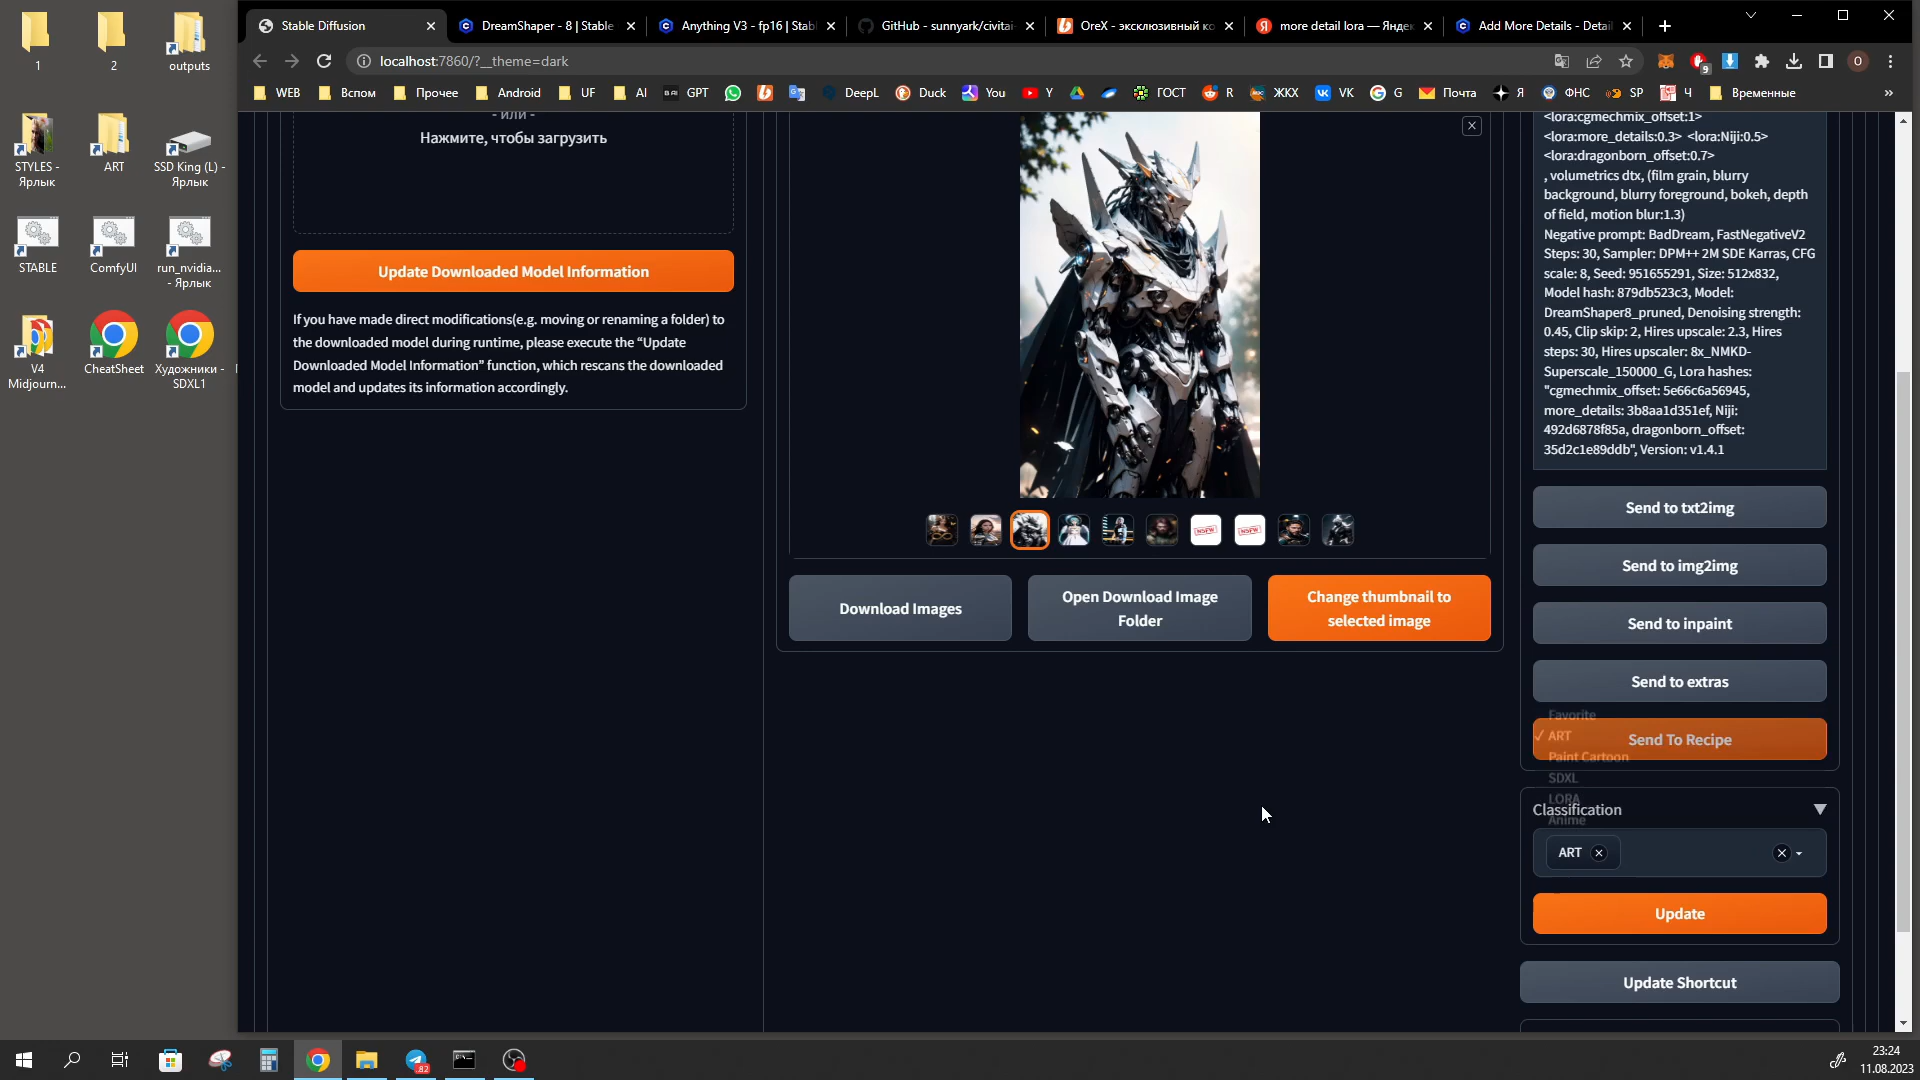 1
2
outputs
STYLES - Ярлык
ART
SSD King (L) - Ярлык
STABLE
ComfyUI
run_nvidia... - Ярлык
V4 Midjourn...
CheatSheet
Художники - SDXL1
Stable Diffusion
DreamShaper - 8 | Stable
Anything V3 - fp16 | Stabl
GitHub - sunnyark/civitai-
OreX - эксклюзивный ко
more detail lora — Яндек
Add More Details - Detail
localhost:7860/?__theme=dark
9
O
WEB
Вспом
Прочее
Android
UF
AI
GPT
DeepL
Duck
You
Y
ГОСТ
R
ЖКХ
VK
G
Почта
Я
ФНС
SP
Ч
Временные
»
- или -
Нажмите, чтобы загрузить
Update Downloaded Model Information
If you have made direct modifications(e.g. moving or renaming a folder) to
the downloaded model during runtime, please execute the “Update
Downloaded Model Information” function, which rescans the downloaded
model and updates its information accordingly.
NSFW
NSFW
Download Images
Open Download Image
Folder
Change thumbnail to
selected image
<lora:cgmechmix_offset:1>
<lora:more_details:0.3> <lora:Niji:0.5>
<lora:dragonborn_offset:0.7>
, volumetrics dtx, (film grain, blurry
background, blurry foreground, bokeh, depth
of field, motion blur:1.3)
Negative prompt: BadDream, FastNegativeV2
Steps: 30, Sampler: DPM++ 2M SDE Karras, CFG
scale: 8, Seed: 951655291, Size: 512x832,
Model hash: 879db523c3, Model:
DreamShaper8_pruned, Denoising strength:
0.45, Clip skip: 2, Hires upscale: 2.3, Hires
steps: 30, Hires upscaler: 8x_NMKD-
Superscale_150000_G, Lora hashes:
"cgmechmix_offset: 5e66c6a56945,
more_details: 3b8aa1d351ef, Niji:
492d6878f85a, dragonborn_offset:
35d2c1e89ddb", Version: v1.4.1
Send to txt2img
Send to img2img
Send to inpaint
Send to extras
Favorite
✓ ART
Send To Recipe
Paint Cartoon
SDXL
LORA
Classification
Anime
ART
Update
Update Shortcut
82
23:24
11.08.2023